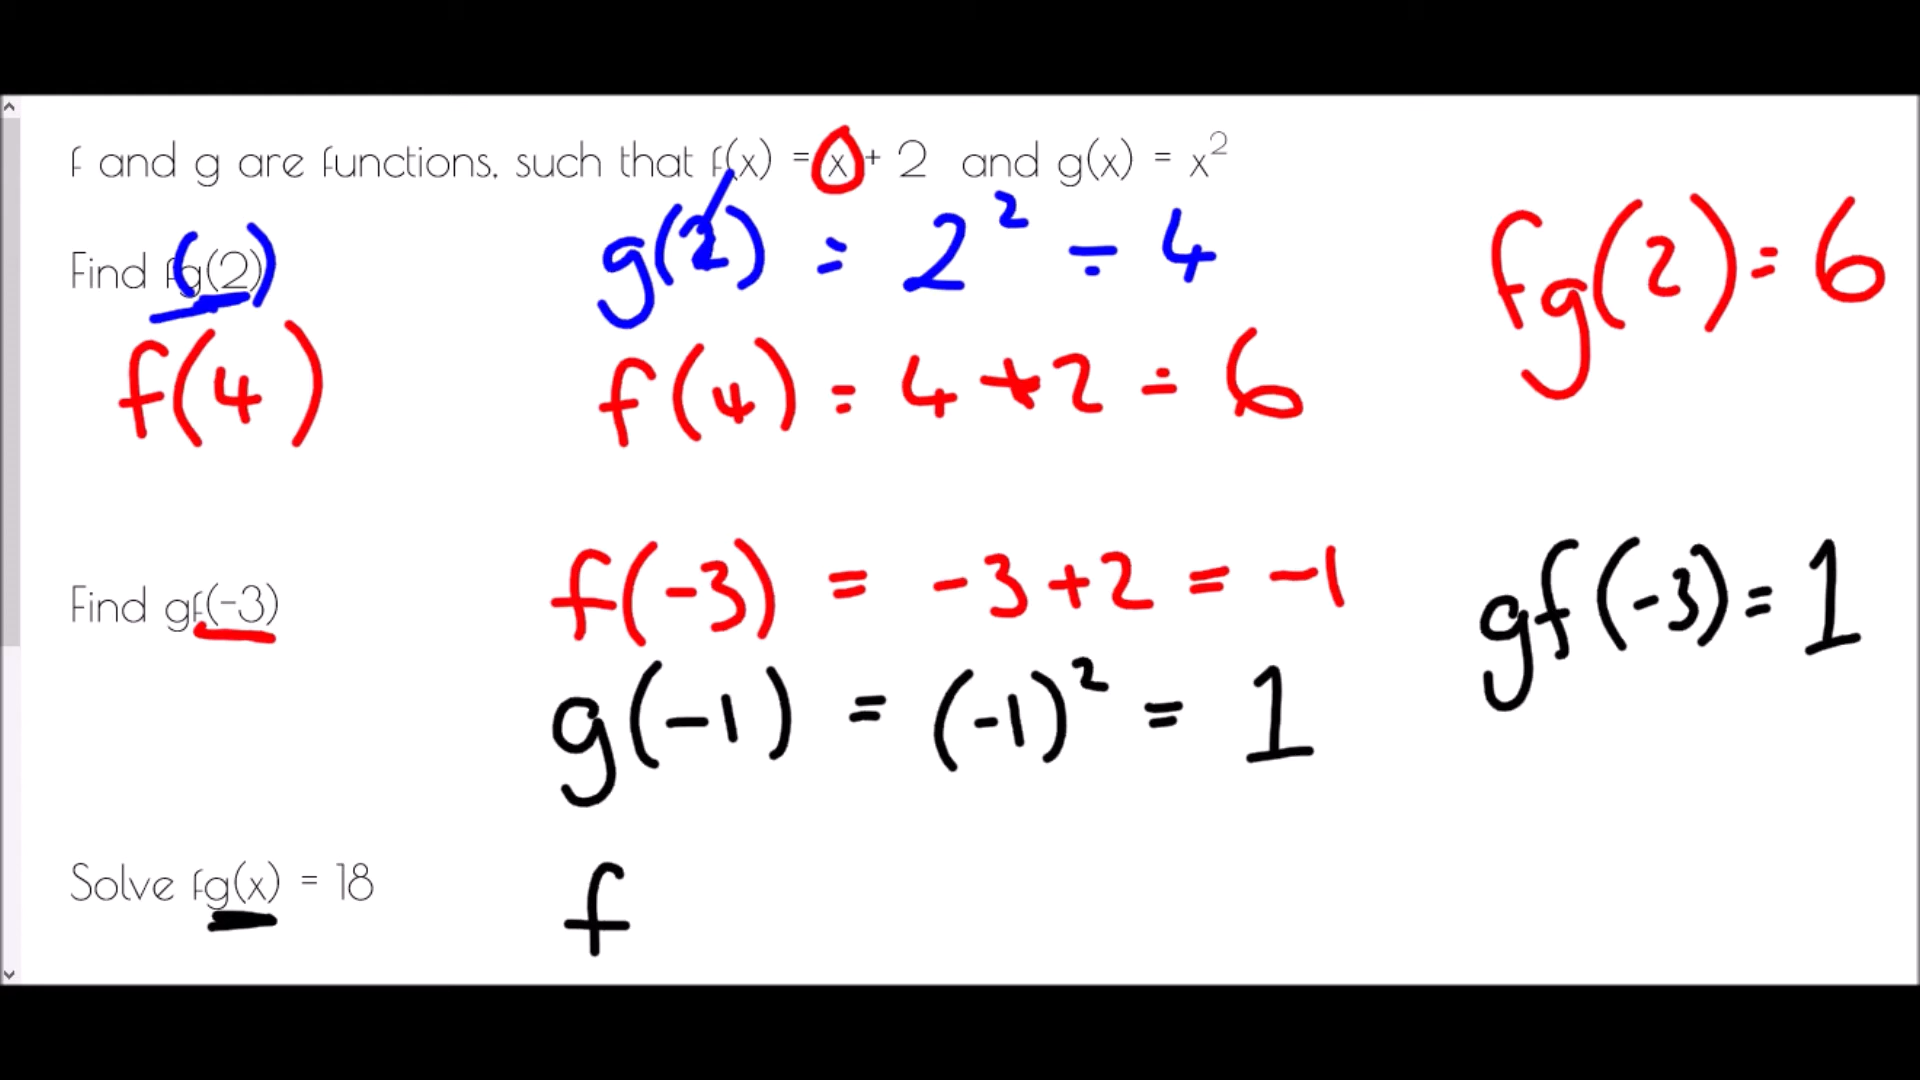 f and g are functions, such that f(x) = x + 2 and g(x) = x²
Find fg(2)
g(2) = 2² = 4
fg(2) = 6
f(4)
f(4) = 4 + 2 = 6
Find gf(-3)
f(-3) = -3 + 2 = -1
gf(-3) = 1
g(-1) = (-1)² = 1
Solve fg(x) = 18
f